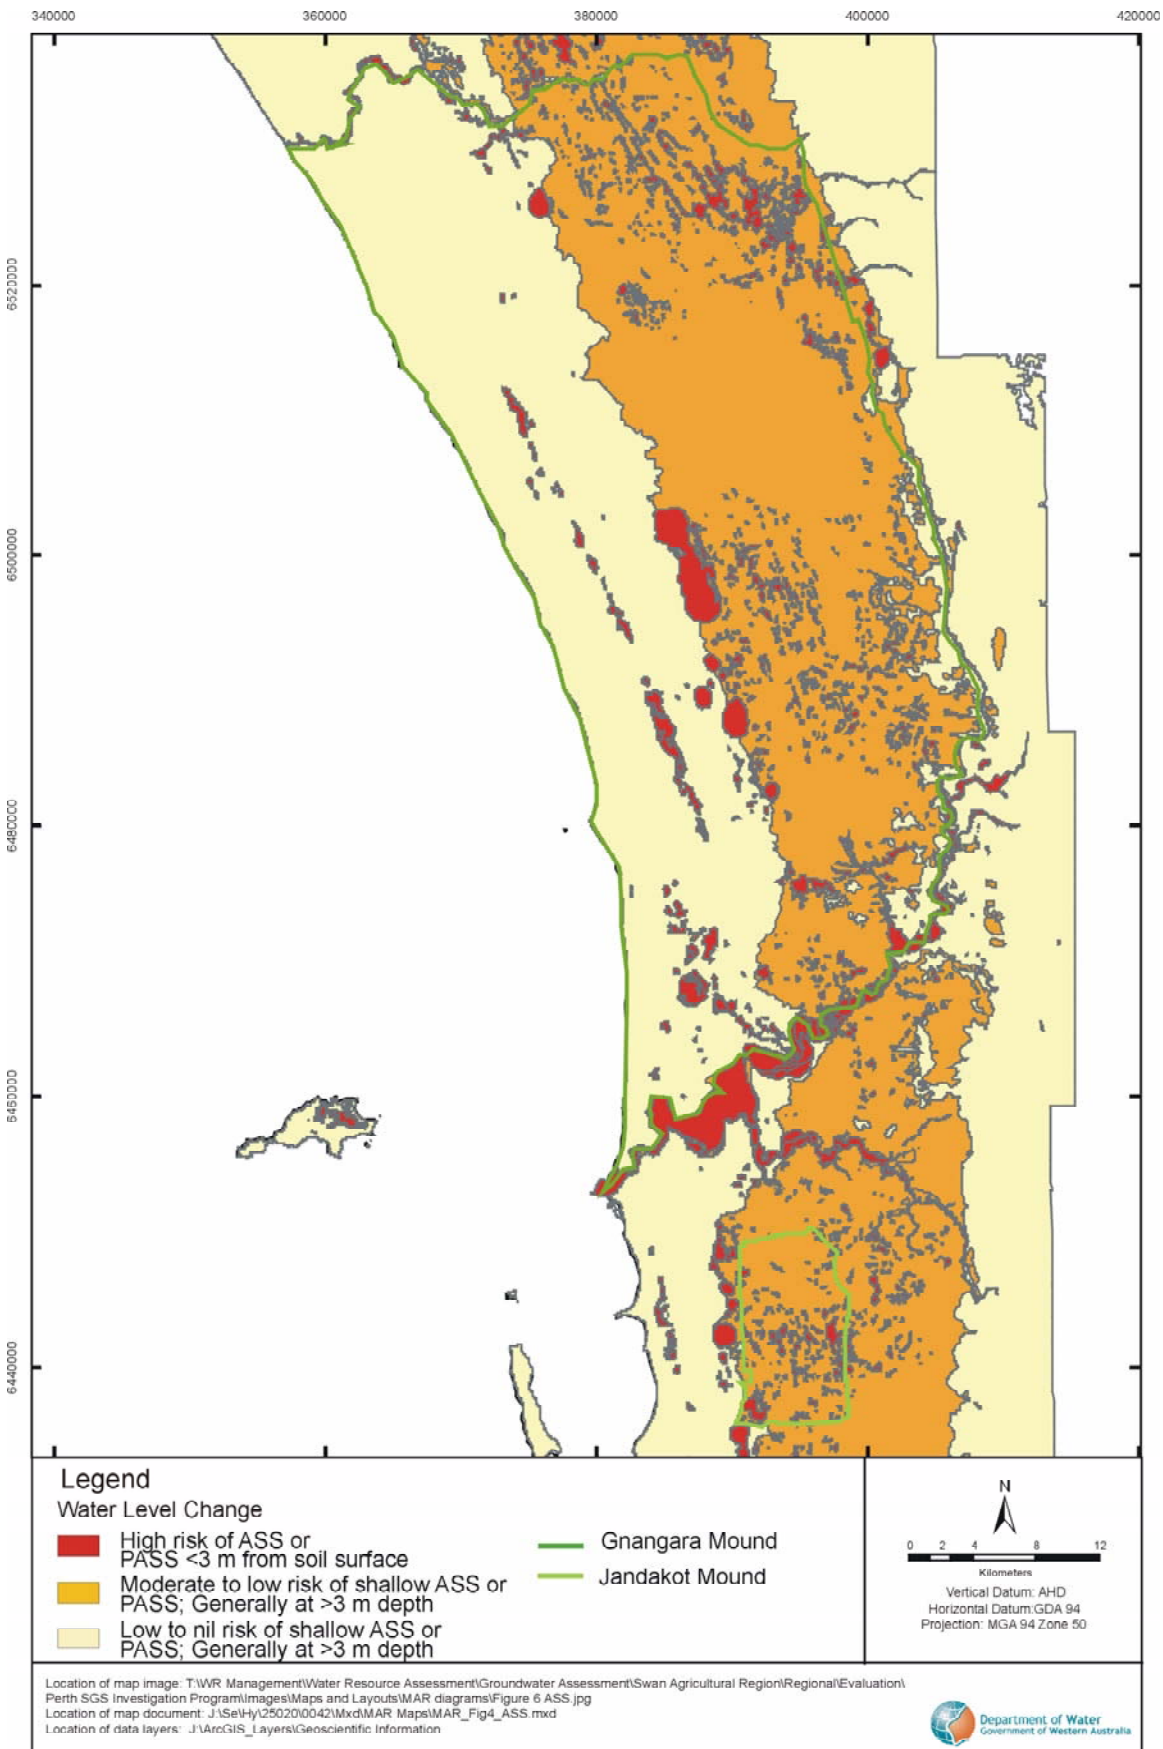 340000 360000 380000 400000 420000
6520000
6500000
6480000
6460000
6440000
Legend
Water Level Change
High risk of ASS or
PASS <3 m from soil surface
Moderate to low risk of shallow ASS or
PASS; Generally at >3 m depth
Low to nil risk of shallow ASS or
PASS; Generally at >3 m depth
Gnangara Mound
Jandakot Mound
N
0 2 4 8 12
Kilometers
Vertical Datum: AHD
Horizontal Datum:GDA 94
Projection: MGA 94 Zone 50
Location of map image: T:\WR Management\Water Resource Assessment\Groundwater Assessment\Swan Agricultural Region\Regional\Evaluation\
Perth SGS Investigation Program\Images\Maps and Layouts\MAR diagrams\Figure 6 ASS.jpg
Location of map document: J:\Se\Hy\25020\0042\Mxd\MAR Maps\MAR_Fig4_ASS.mxd
Location of data layers: J:\ArcGIS_Layers\Geoscientific Information
Department of Water
Government of Western Australia